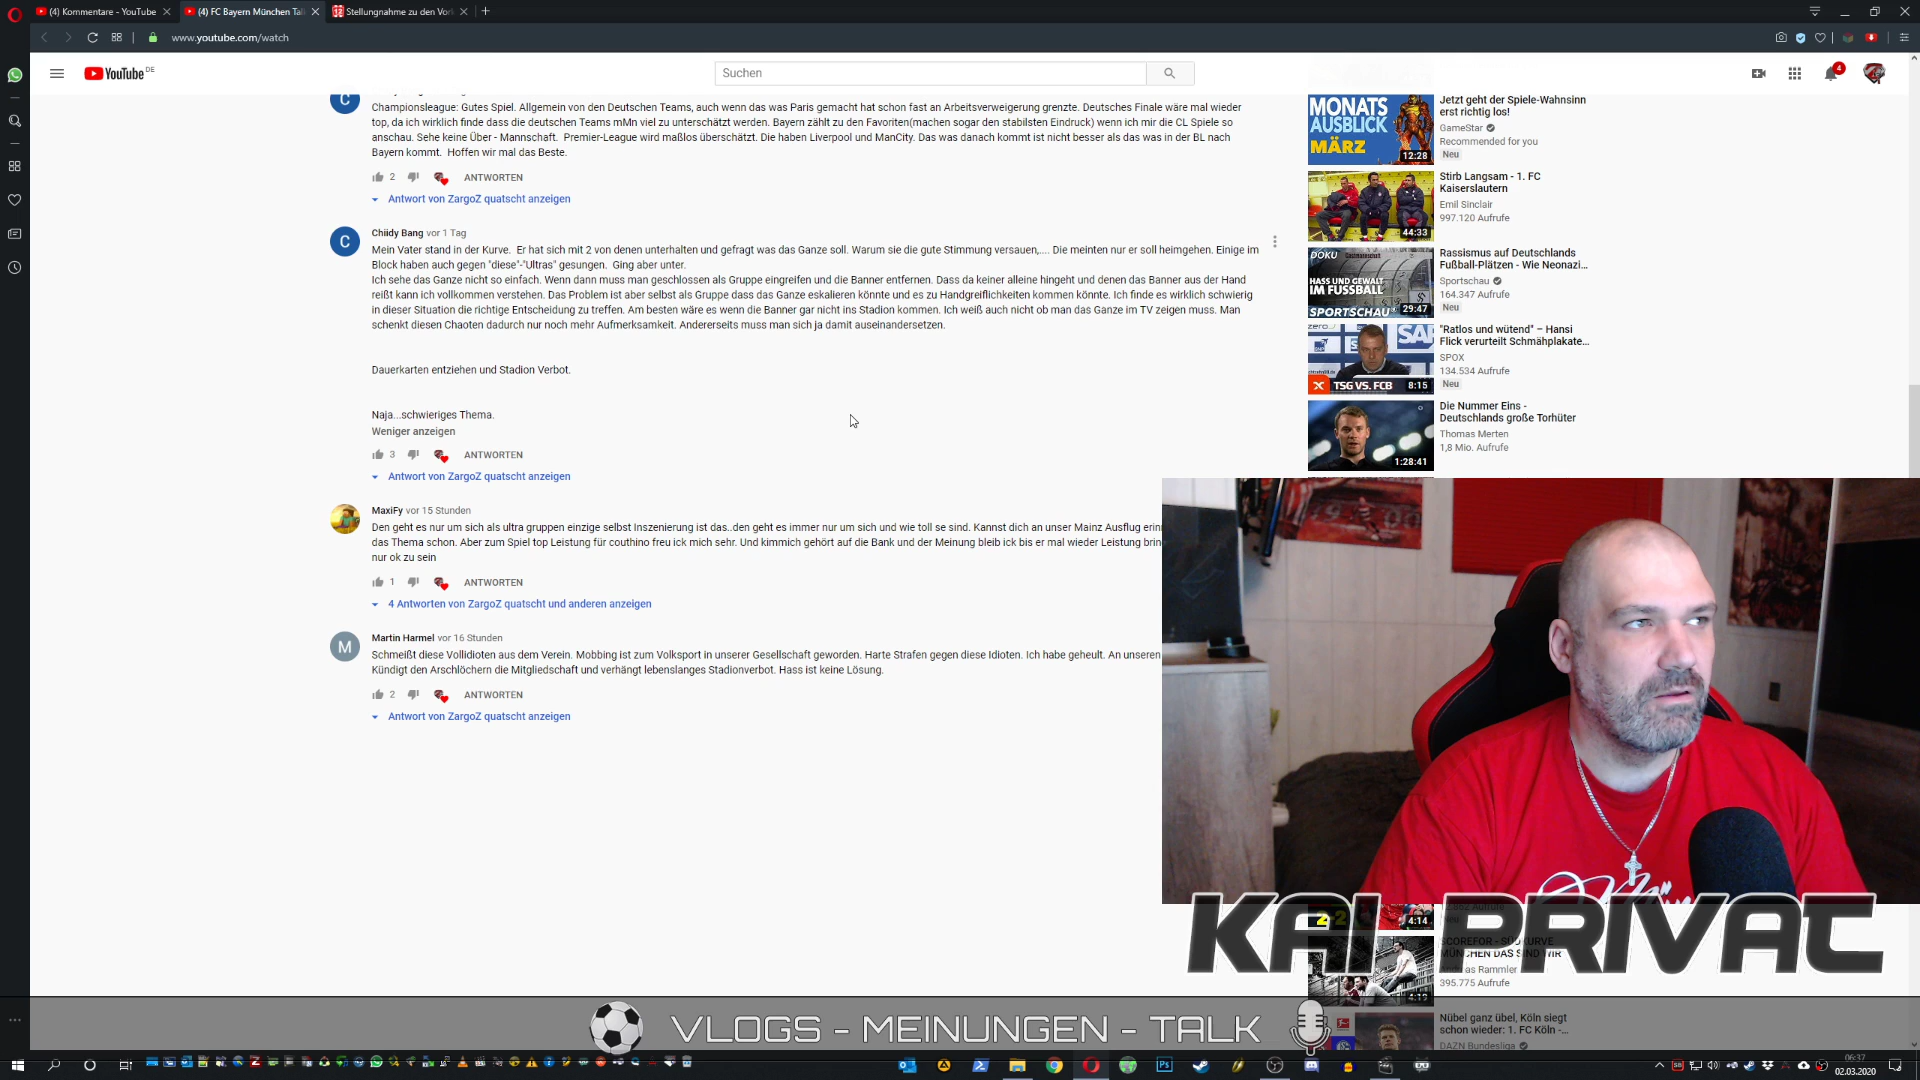 (4) Kommentare - YouTube
(4) FC Bayern München Tal
Stellungnahme zu den Vor
www.youtube.com/watch
YouTube DE
Suchen
4
Championsleague: Gutes Spiel. Allgemein von den Deutschen Teams, auch wenn das was Paris gemacht hat schon fast an Arbeitsverweigerung grenzte. Deutsches Finale wäre mal wieder
top, da ich wirklich finde dass die deutschen Teams mMn viel zu unterschätzt werden. Bayern zählt zu den Favoriten(machen sogar den stabilsten Eindruck) wenn ich mir die CL Spiele so
anschau. Sehe keine Über - Mannschaft. Premier-League wird maßlos überschätzt. Die haben Liverpool und ManCity. Das was danach kommt ist nicht besser als das was in der BL nach
Bayern kommt. Hoffen wir mal das Beste.
2 ANTWORTEN
Antwort von ZargoZ quatscht anzeigen
C
Chiidy Bang vor 1 Tag
Mein Vater stand in der Kurve. Er hat sich mit 2 von denen unterhalten und gefragt was das Ganze soll. Warum sie die gute Stimmung versauen,.... Die meinten nur er soll heimgehen. Einige im
Block haben auch gegen "diese"-"Ultras" gesungen. Ging aber unter.
Ich sehe das Ganze nicht so einfach. Wenn dann muss man geschlossen als Gruppe eingreifen und die Banner entfernen. Dass da keiner alleine hingeht und denen das Banner aus der Hand
reißt kann ich vollkommen verstehen. Das Problem ist aber selbst als Gruppe dass das Ganze eskalieren könnte und es zu Handgreiflichkeiten kommen könnte. Ich finde es wirklich schwierig
in dieser Situation die richtige Entscheidung zu treffen. Am besten wäre es wenn die Banner gar nicht ins Stadion kommen. Ich weiß auch nicht ob man das Ganze im TV zeigen muss. Man
schenkt diesen Chaoten dadurch nur noch mehr Aufmerksamkeit. Andererseits muss man sich ja damit auseinandersetzen.
Dauerkarten entziehen und Stadion Verbot.
Naja...schwieriges Thema.
Weniger anzeigen
3 ANTWORTEN
Antwort von ZargoZ quatscht anzeigen
MaxiFy vor 15 Stunden
Den geht es nur um sich als ultra gruppen einzige selbst Inszenierung ist das..den geht es immer nur um sich und wie toll se sind. Kannst dich an unser Mainz Ausflug erin
das Thema schon. Aber zum Spiel top Leistung für couthino freu ick mich sehr. Und kimmich gehört auf die Bank und der Meinung bleib ick bis er mal wieder Leistung brin
nur ok zu sein
1 ANTWORTEN
4 Antworten von ZargoZ quatscht und anderen anzeigen
M
Martin Harmel vor 16 Stunden
Schmeißt diese Vollidioten aus dem Verein. Mobbing ist zum Volksport in unserer Gesellschaft geworden. Harte Strafen gegen diese Idioten. Ich habe geheult. An unseren
Kündigt den Arschlöchern die Mitgliedschaft und verhängt lebenslanges Stadionverbot. Hass ist keine Lösung.
2 ANTWORTEN
Antwort von ZargoZ quatscht anzeigen
MONATS
AUSBLICK
MÄRZ
12:28
Jetzt geht der Spiele-Wahnsinn
erst richtig los!
GameStar
Recommended for you
Neu
44:33
Stirb Langsam - 1. FC
Kaiserslautern
Emil Sinclair
997.120 Aufrufe
DOKU
HASS UND GEWALT
IM FUSSBALL
SPORTSCHAU
29:47
Rassismus auf Deutschlands
Fußball-Plätzen - Wie Neonazi...
Sportschau
164.347 Aufrufe
Neu
SAP
TSG VS. FCB
8:15
"Ratlos und wütend" – Hansi
Flick verurteilt Schmähplakate...
SPOX
134.534 Aufrufe
Neu
1:28:41
Die Nummer Eins -
Deutschlands große Torhüter
Thomas Merten
1,8 Mio. Aufrufe
4:14
KAI PRIVAT
MÜNCHEN DAS SIND WIR
Rammler
395.775 Aufrufe
4:19
Nübel ganz übel, Köln siegt
schon wieder: 1. FC Köln -...
DAZN Bundesliga
VLOGS - MEINUNGEN - TALK
06:37
02.03.2020